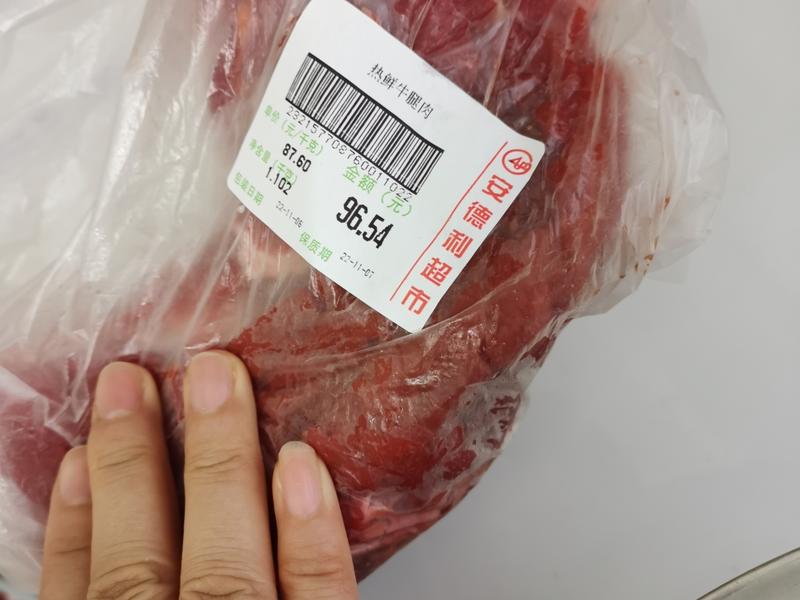 热鲜牛腿肉
282157708760011022
单价（元/千克）
87.60
金额（元）
96.54
净含量（千克）
1.102
包装日期
22-11-06
保质期
22-11-07
安德利超市